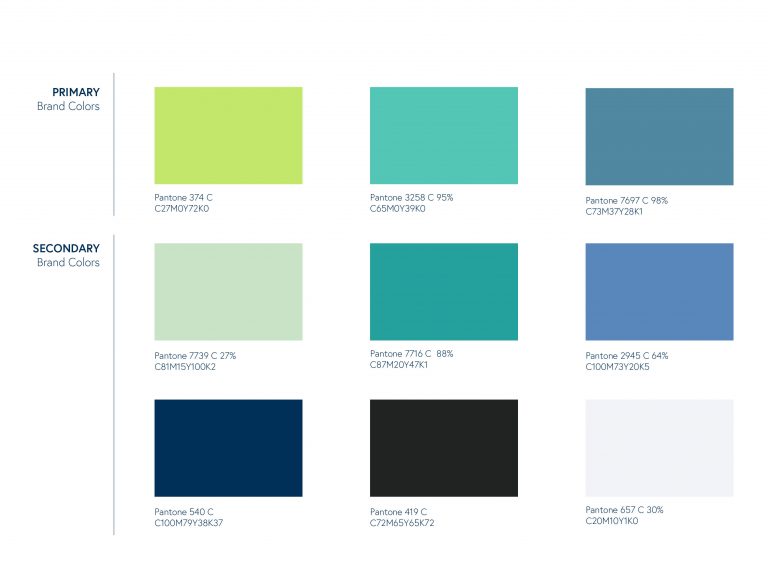 PRIMARY
Brand Colors
Pantone 374 C
C27M0Y72K0
Pantone 3258 C 95%
C65M0Y39K0
Pantone 7697 C 98%
C73M37Y28K1
SECONDARY
Brand Colors
Pantone 7739 C 27%
C81M15Y100K2
Pantone 7716 C 88%
C87M20Y47K1
Pantone 2945 C 64%
C100M73Y20K5
Pantone 540 C
C100M79Y38K37
Pantone 419 C
C72M65Y65K72
Pantone 657 C 30%
C20M10Y1K0